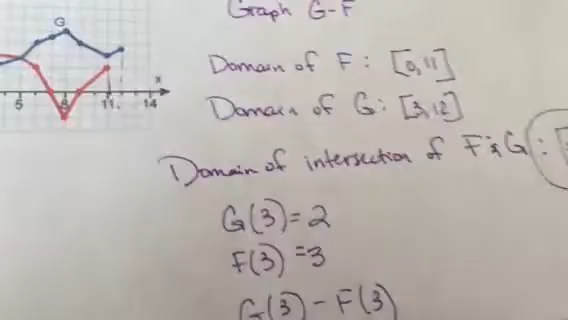 Graph G-F
G
Domain of F: [0,11]
x
5 8 11. 14
Domain of G: [3,12]
Domain of intersection of F & G: [
G(3)=2
F(3)=3
G(3)-F(3)